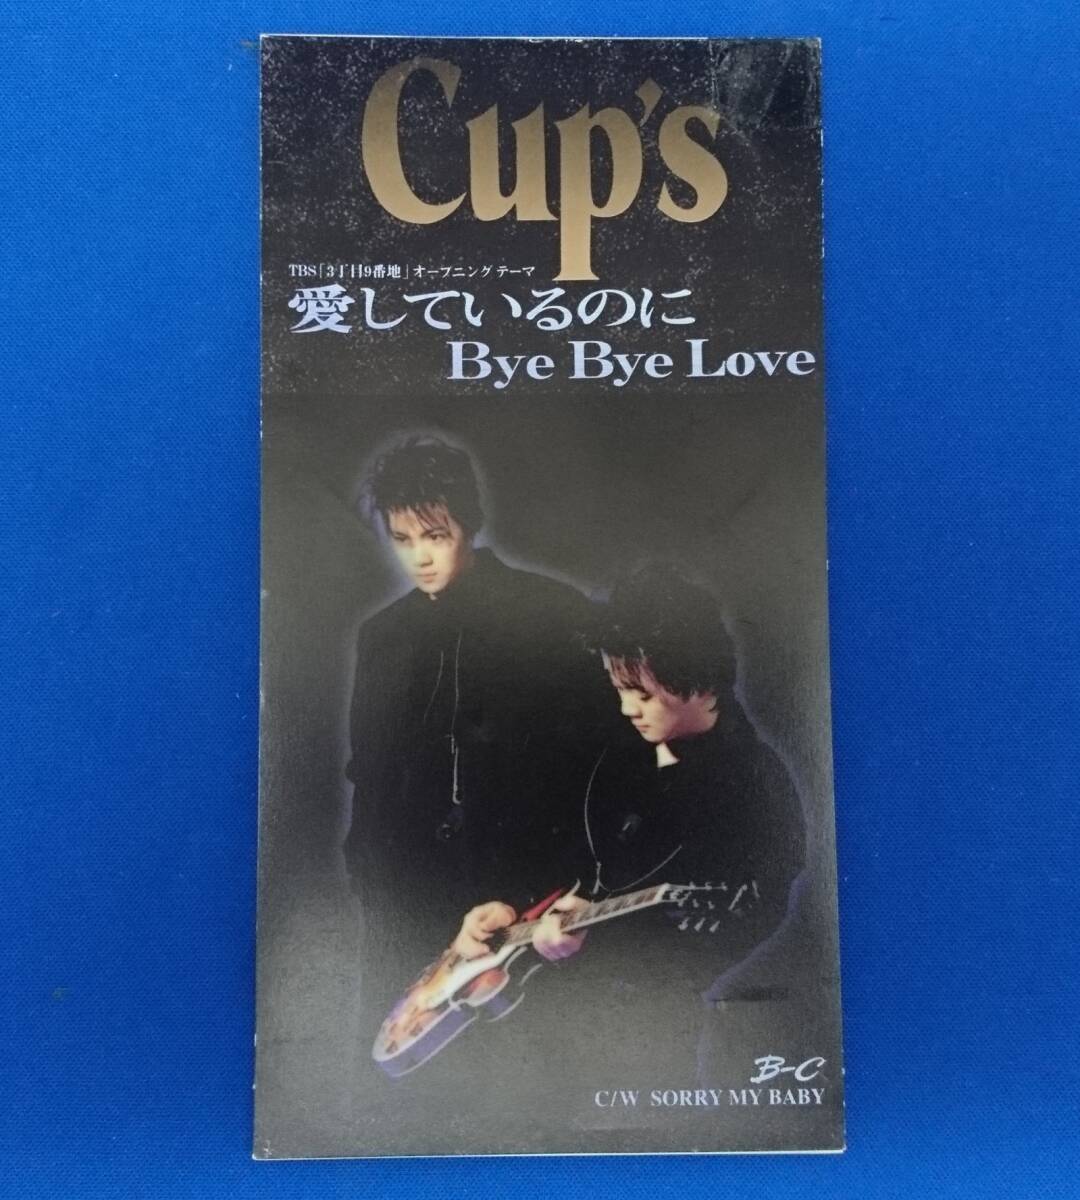 Cup's
TBS「3丁目9番地」オープニングテーマ
愛しているのに
Bye Bye Love
B-C
C/W SORRY MY BABY